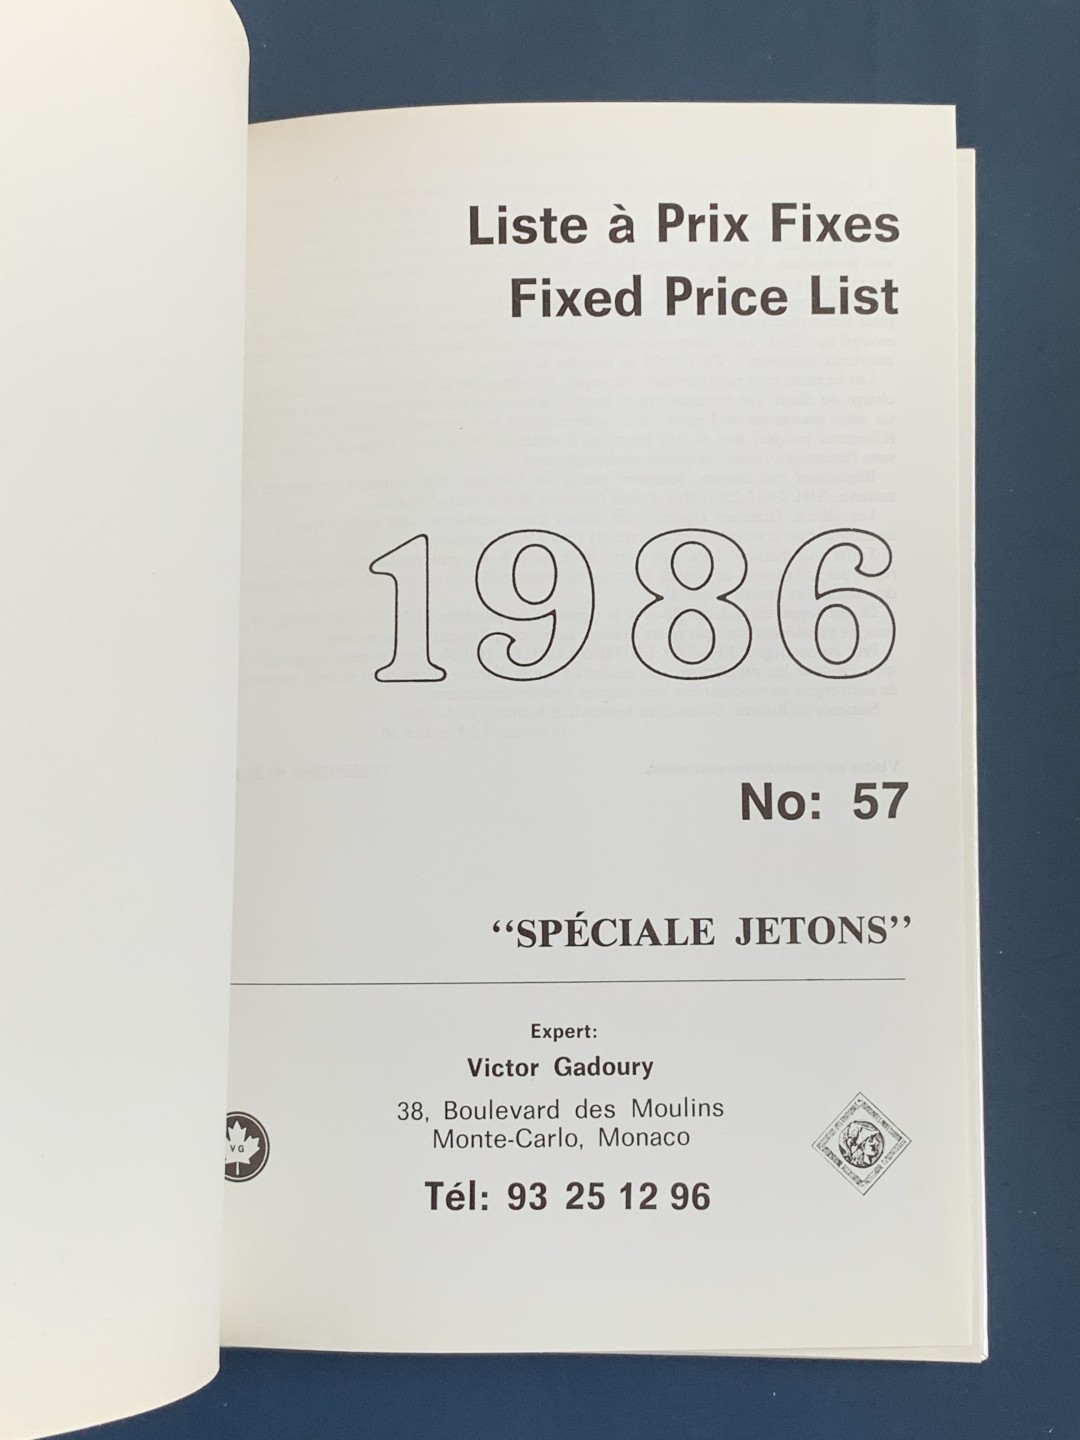 Liste à Prix Fixes
Fixed Price List
1986
No: 57
“SPÉCIALE JETONS”
Expert:
Victor Gadoury
38, Boulevard des Moulins
Monte-Carlo, Monaco
VG
Tél: 93 25 12 96